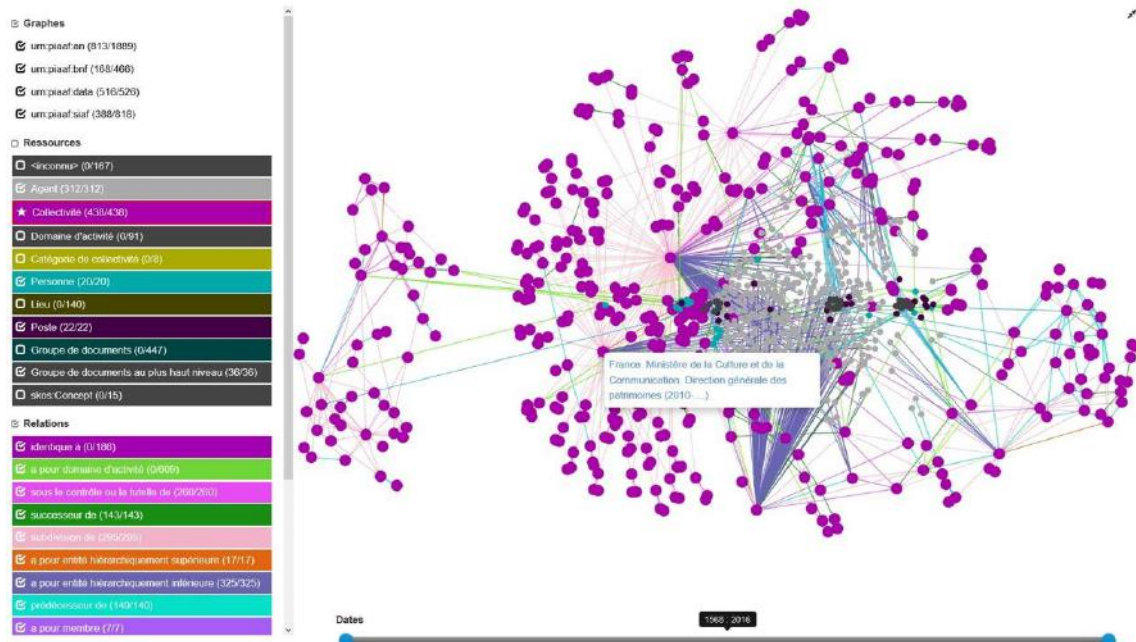 Graphes
urn:piaaf:an (813/1889)
urn:piaaf:bnf (168/466)
urn:piaaf:data (516/526)
urn:piaaf:siaf (388/818)
Ressources
<inconnu> (0/167)
Agent (312/312)
Collectivité (438/438)
Domaine d'activité (0/91)
Catégorie de collectivité (0/8)
Personne (20/20)
Lieu (0/140)
Poste (22/22)
Groupe de documents (0/447)
Groupe de documents au plus haut niveau (36/36)
skos:Concept (0/15)
Relations
identique à (0/186)
a pour domaine d'activité (0/609)
sous le contrôle ou la tutelle de (260/260)
successeur de (143/143)
subdivision de (295/295)
a pour entité hiérarchiquement supérieure (17/17)
a pour entité hiérarchiquement inférieure (325/325)
prédécesseur de (140/140)
a pour membre (7/7)
France. Ministère de la Culture et de la
Communication. Direction générale des
patrimoines (2010-....)
Dates
1568 : 2016